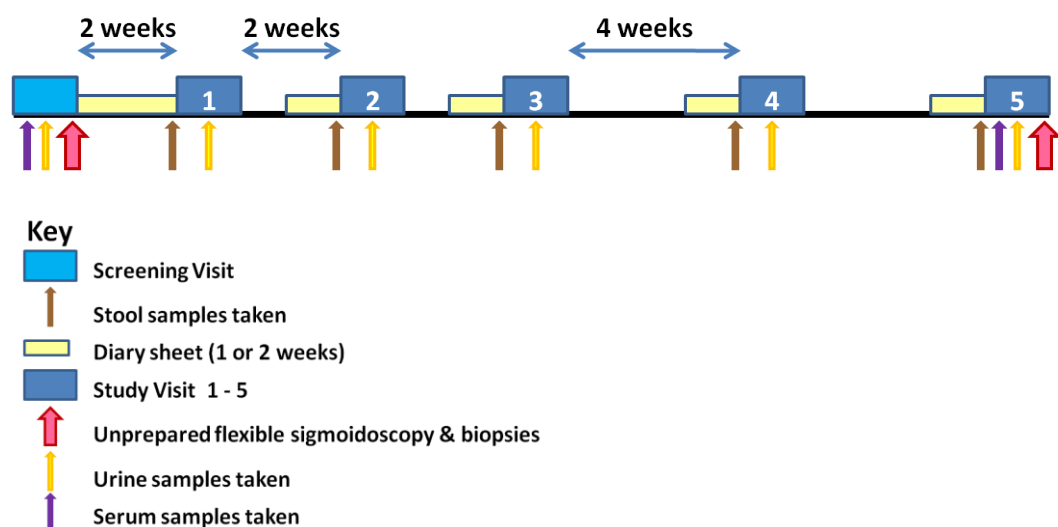 2 weeks 2 weeks 4 weeks
1 2 3 4 5
Key
Screening Visit
Stool samples taken
Diary sheet (1 or 2 weeks)
Study Visit 1 - 5
Unprepared flexible sigmoidoscopy & biopsies
Urine samples taken
Serum samples taken